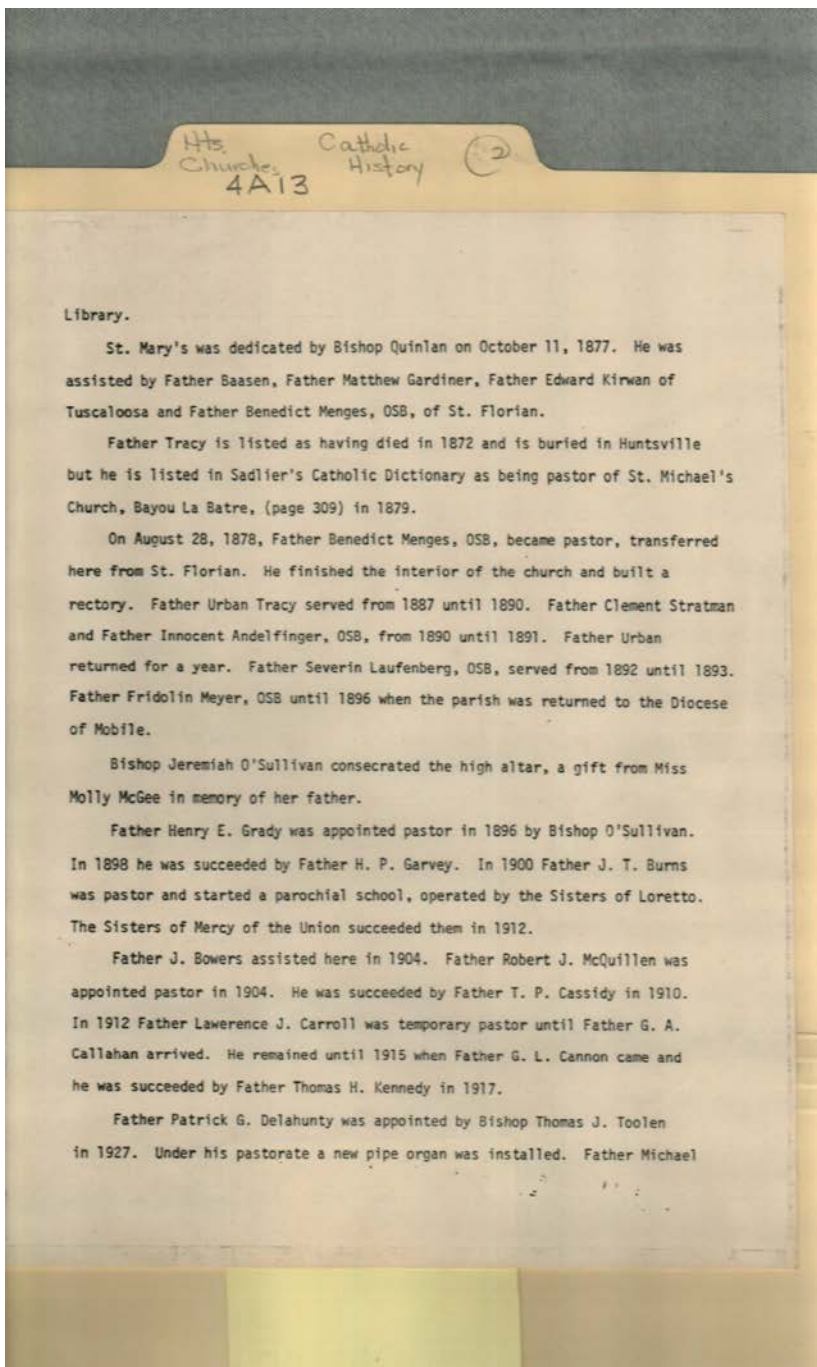 Hts. Catholic 2
Churches History
4A13
Library.
St. Mary's was dedicated by Bishop Quinlan on October 11, 1877. He was
assisted by Father Baasen, Father Matthew Gardiner, Father Edward Kirwan of
Tuscaloosa and Father Benedict Menges, OSB, of St. Florian.
Father Tracy is listed as having died in 1872 and is buried in Huntsville
but he is listed in Sadlier's Catholic Dictionary as being pastor of St. Michael's
Church, Bayou La Batre, (page 309) in 1879.
On August 28, 1878, Father Benedict Menges, OSB, became pastor, transferred
here from St. Florian. He finished the interior of the church and built a
rectory. Father Urban Tracy served from 1887 until 1890. Father Clement Stratman
and Father Innocent Andelfinger, OSB, from 1890 until 1891. Father Urban
returned for a year. Father Severin Laufenberg, OSB, served from 1892 until 1893.
Father Fridolin Meyer, OSB until 1896 when the parish was returned to the Diocese
of Mobile.
Bishop Jeremiah O'Sullivan consecrated the high altar, a gift from Miss
Molly McGee in memory of her father.
Father Henry E. Grady was appointed pastor in 1896 by Bishop O'Sullivan.
In 1898 he was succeeded by Father H. P. Garvey. In 1900 Father J. T. Burns
was pastor and started a parochial school, operated by the Sisters of Loretto.
The Sisters of Mercy of the Union succeeded them in 1912.
Father J. Bowers assisted here in 1904. Father Robert J. McQuillen was
appointed pastor in 1904. He was succeeded by Father T. P. Cassidy in 1910.
In 1912 Father Lawerence J. Carroll was temporary pastor until Father G. A.
Callahan arrived. He remained until 1915 when Father G. L. Cannon came and
he was succeeded by Father Thomas H. Kennedy in 1917.
Father Patrick G. Delahunty was appointed by Bishop Thomas J. Toolen
in 1927. Under his pastorate a new pipe organ was installed. Father Michael